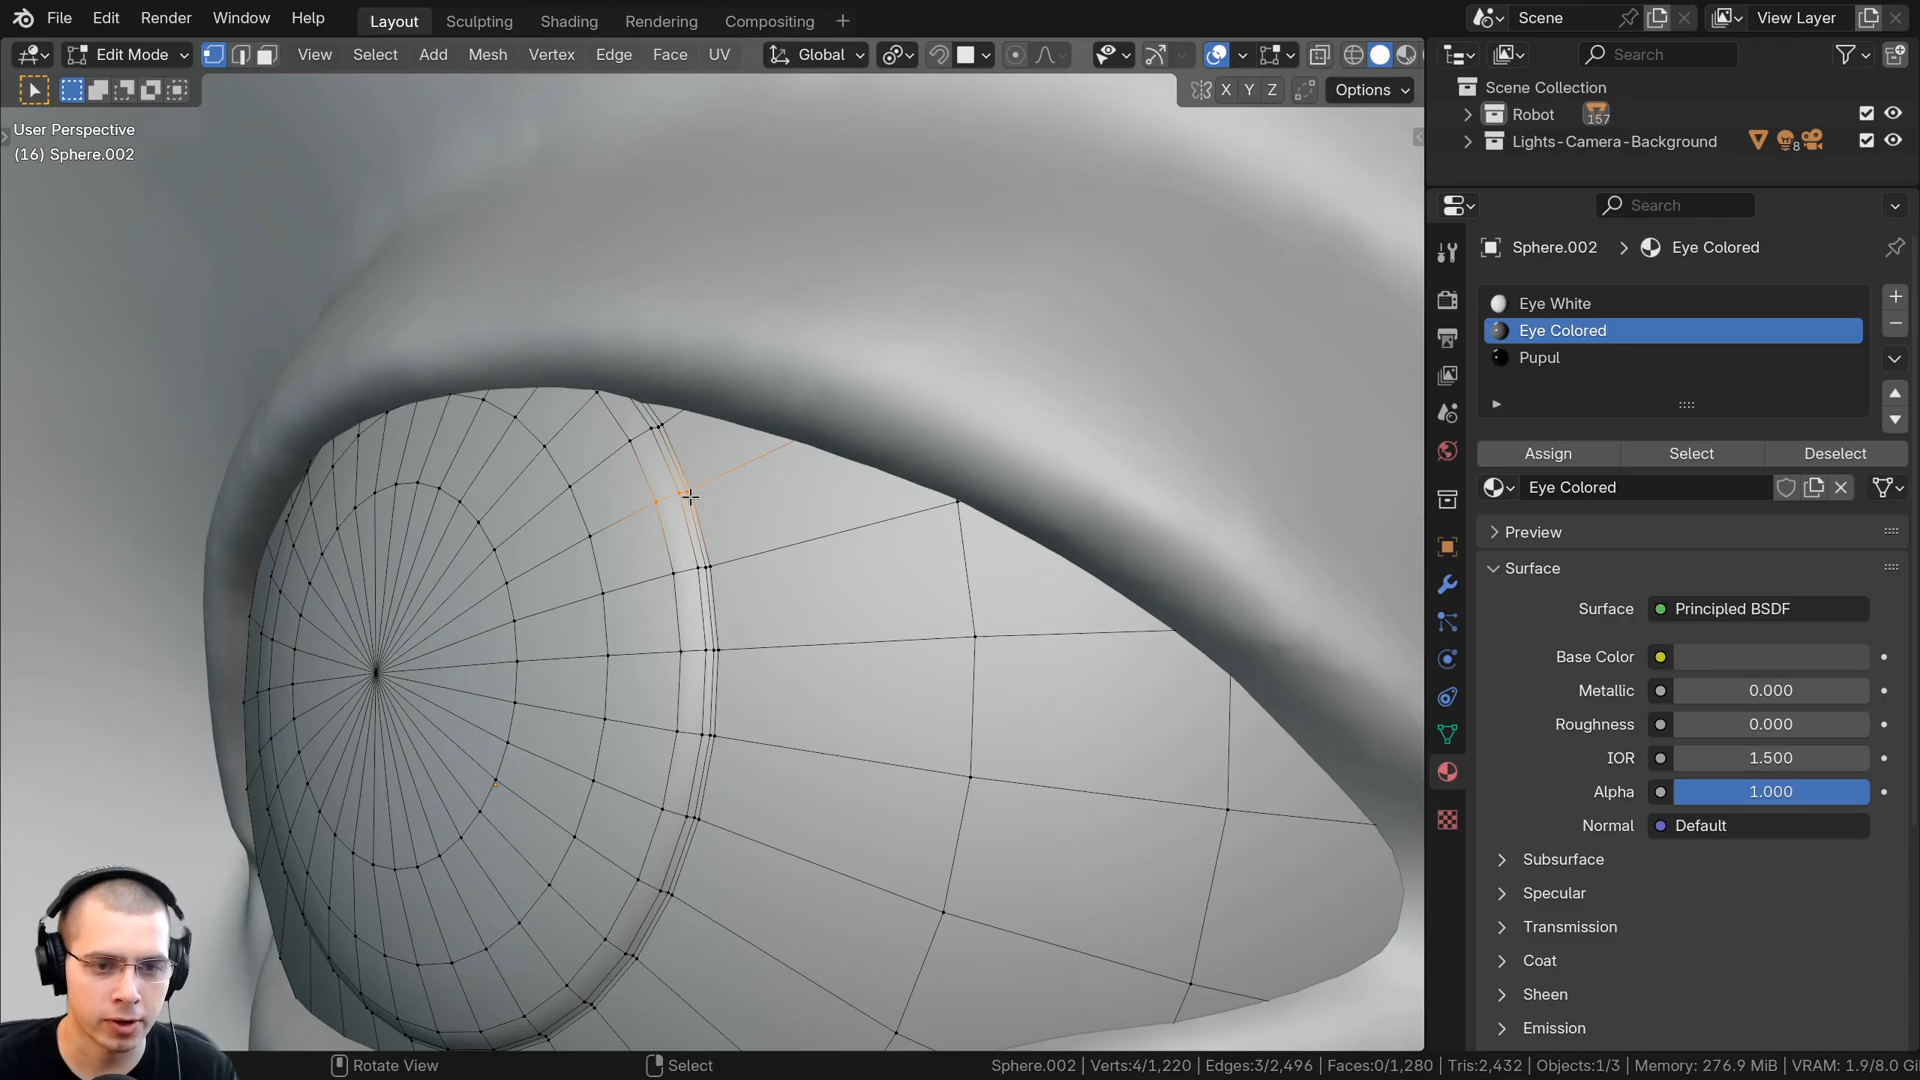 File Edit Render Window Help Layout Sculpting Shading Rendering Compositing + Scene View Layer
Edit Mode View Select Add Mesh Vertex Edge Face UV Global Search
X Y Z Options
User Perspective
(16) Sphere.002
Scene Collection
Robot 157
Lights-Camera-Background 8
Search
Sphere.002 > Eye Colored
Eye White
Eye Colored
Pupul
Assign Select Deselect
Eye Colored
Preview
Surface
Surface Principled BSDF
Base Color
Metallic 0.000
Roughness 0.000
IOR 1.500
Alpha 1.000
Normal Default
Subsurface
Specular
Transmission
Coat
Sheen
Emission
Rotate View Select Sphere.002 | Verts:4/1,220 | Edges:3/2,496 | Faces:0/1,280 | Tris:2,432 | Objects:1/3 | Memory: 276.9 MiB | VRAM: 1.9/8.0 Gi